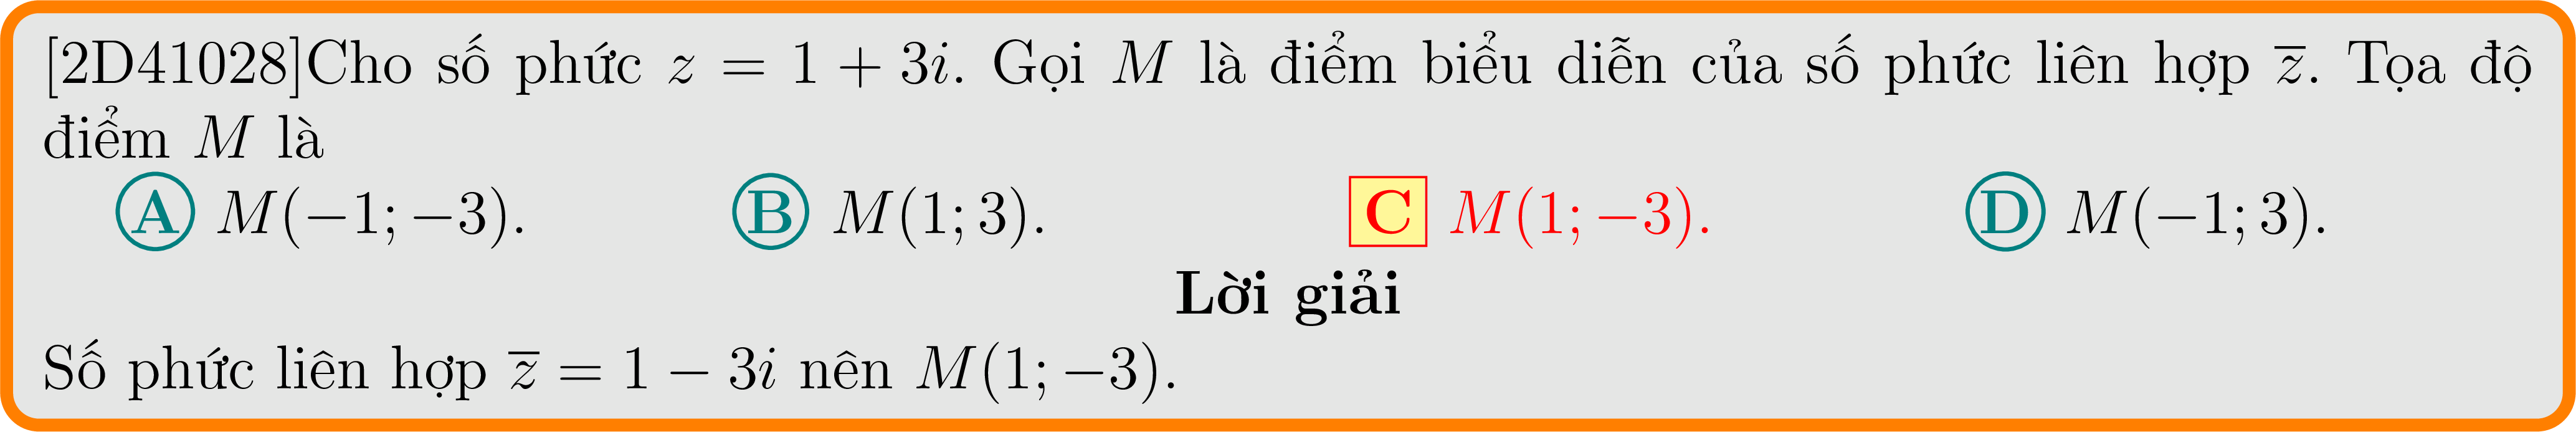 [2D41028]Cho số phức z = 1 + 3i. Gọi M là điểm biểu diễn của số phức liên hợp z̅. Tọa độ
điểm M là
A M(−1; −3). B M(1; 3). C M(1; −3). D M(−1; 3).
Lời giải
Số phức liên hợp z̅ = 1 − 3i nên M(1; −3).